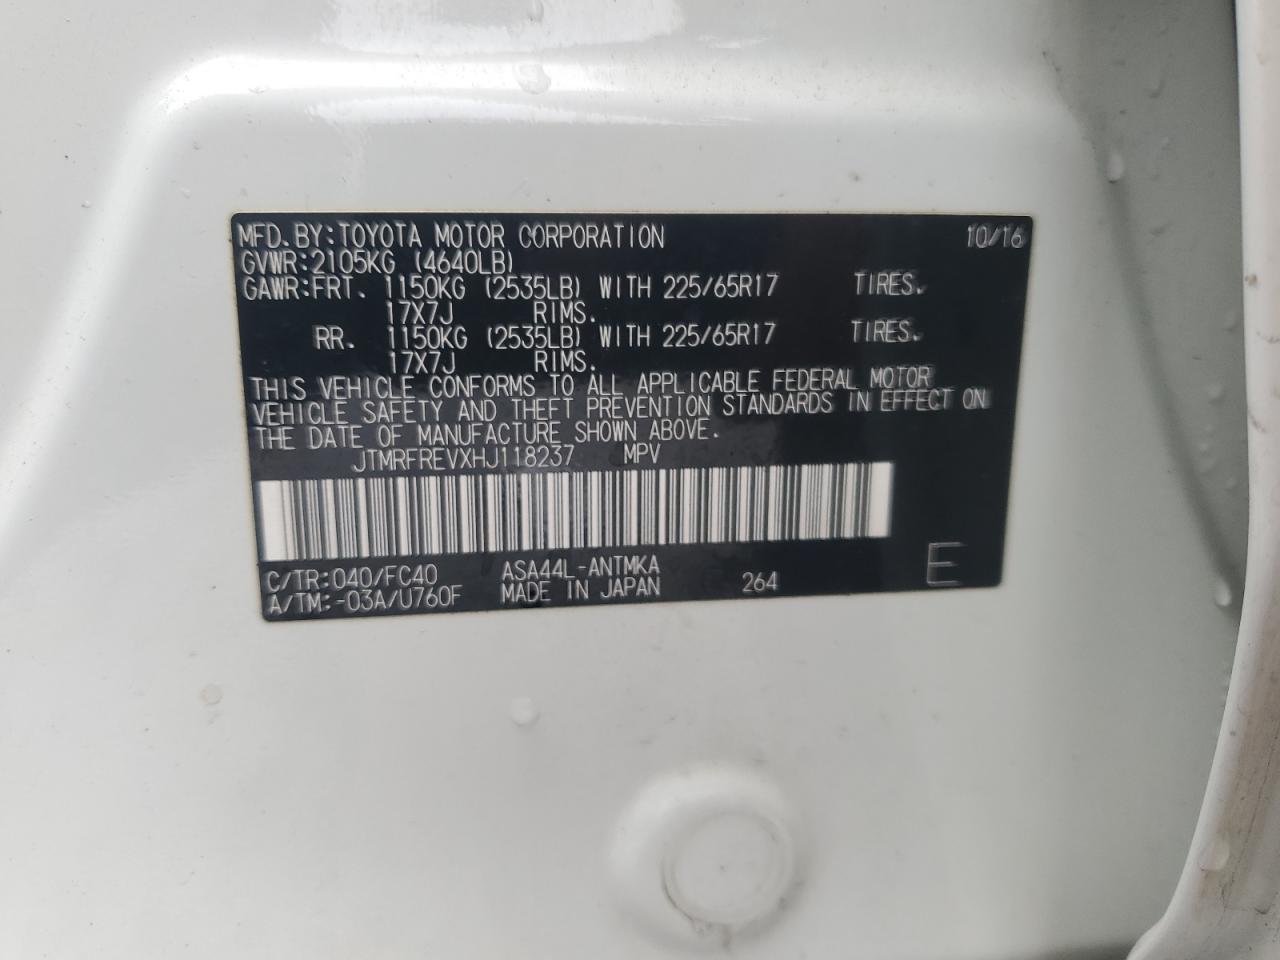 MFD.BY:TOYOTA MOTOR CORPORATION 10/16
GVWR:2105KG (4640LB)
GAWR:FRT. 1150KG (2535LB) WITH 225/65R17 TIRES.
17X7J RIMS.
RR. 1150KG (2535LB) WITH 225/65R17 TIRES.
17X7J RIMS.
THIS VEHICLE CONFORMS TO ALL APPLICABLE FEDERAL MOTOR
VEHICLE SAFETY AND THEFT PREVENTION STANDARDS IN EFFECT ON
THE DATE OF MANUFACTURE SHOWN ABOVE.
JTMRFREVXHJ118237 MPV
C/TR:040/FC40 ASA44L-ANTMKA
A/TM:-03A/U760F MADE IN JAPAN 264 E